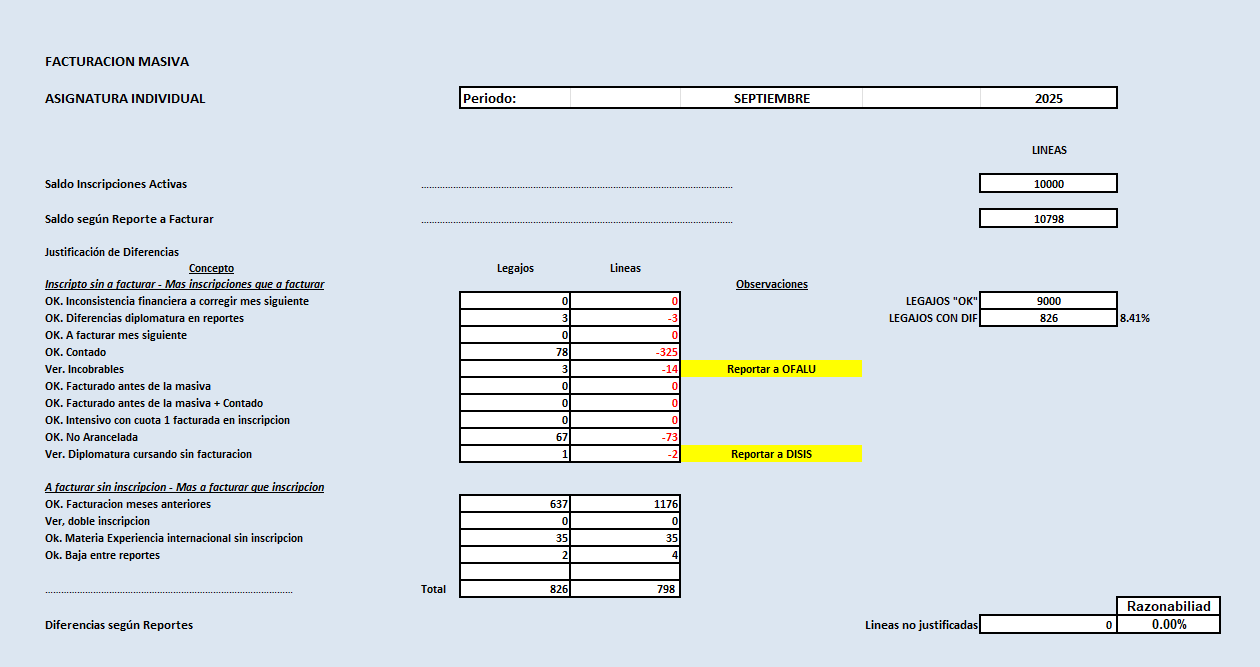 FACTURACION MASIVA
ASIGNATURA INDIVIDUAL Periodo: SEPTIEMBRE 2025
LINEAS
Saldo Inscripciones Activas 10000
Saldo según Reporte a Facturar 10798
Justificación de Diferencias
Concepto Legajos Lineas
Inscripto sin a facturar - Mas inscripciones que a facturar Observaciones
OK. Inconsistencia financiera a corregir mes siguiente 0 0 LEGAJOS "OK" 9000
OK. Diferencias diplomatura en reportes 3 -3 LEGAJOS CON DIF 826 8.41%
OK. A facturar mes siguiente 0 0
OK. Contado 78 -325
Ver. Incobrables 3 -14 Reportar a OFALU
OK. Facturado antes de la masiva 0 0
OK. Facturado antes de la masiva + Contado 0 0
OK. Intensivo con cuota 1 facturada en inscripcion 0 0
OK. No Arancelada 67 -73
Ver. Diplomatura cursando sin facturacion 1 -2 Reportar a DISIS
A facturar sin inscripcion - Mas a facturar que inscripcion
OK. Facturacion meses anteriores 637 1176
Ver, doble inscripcion 0 0
Ok. Materia Experiencia internacional sin inscripcion 35 35
Ok. Baja entre reportes 2 4
Total 826 798
Razonabiliad
Diferencias según Reportes Lineas no justificadas 0 0.00%